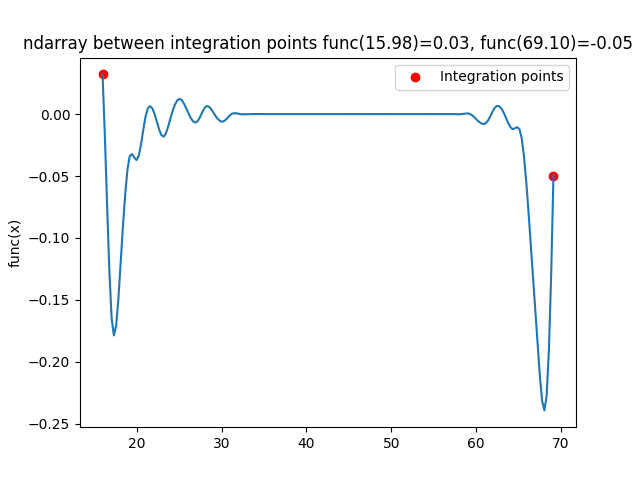 ndarray between integration points func(15.98)=0.03, func(69.10)=-0.05
Integration points
func(x)
0.00
−0.05
−0.10
−0.15
−0.20
−0.25
20 30 40 50 60 70